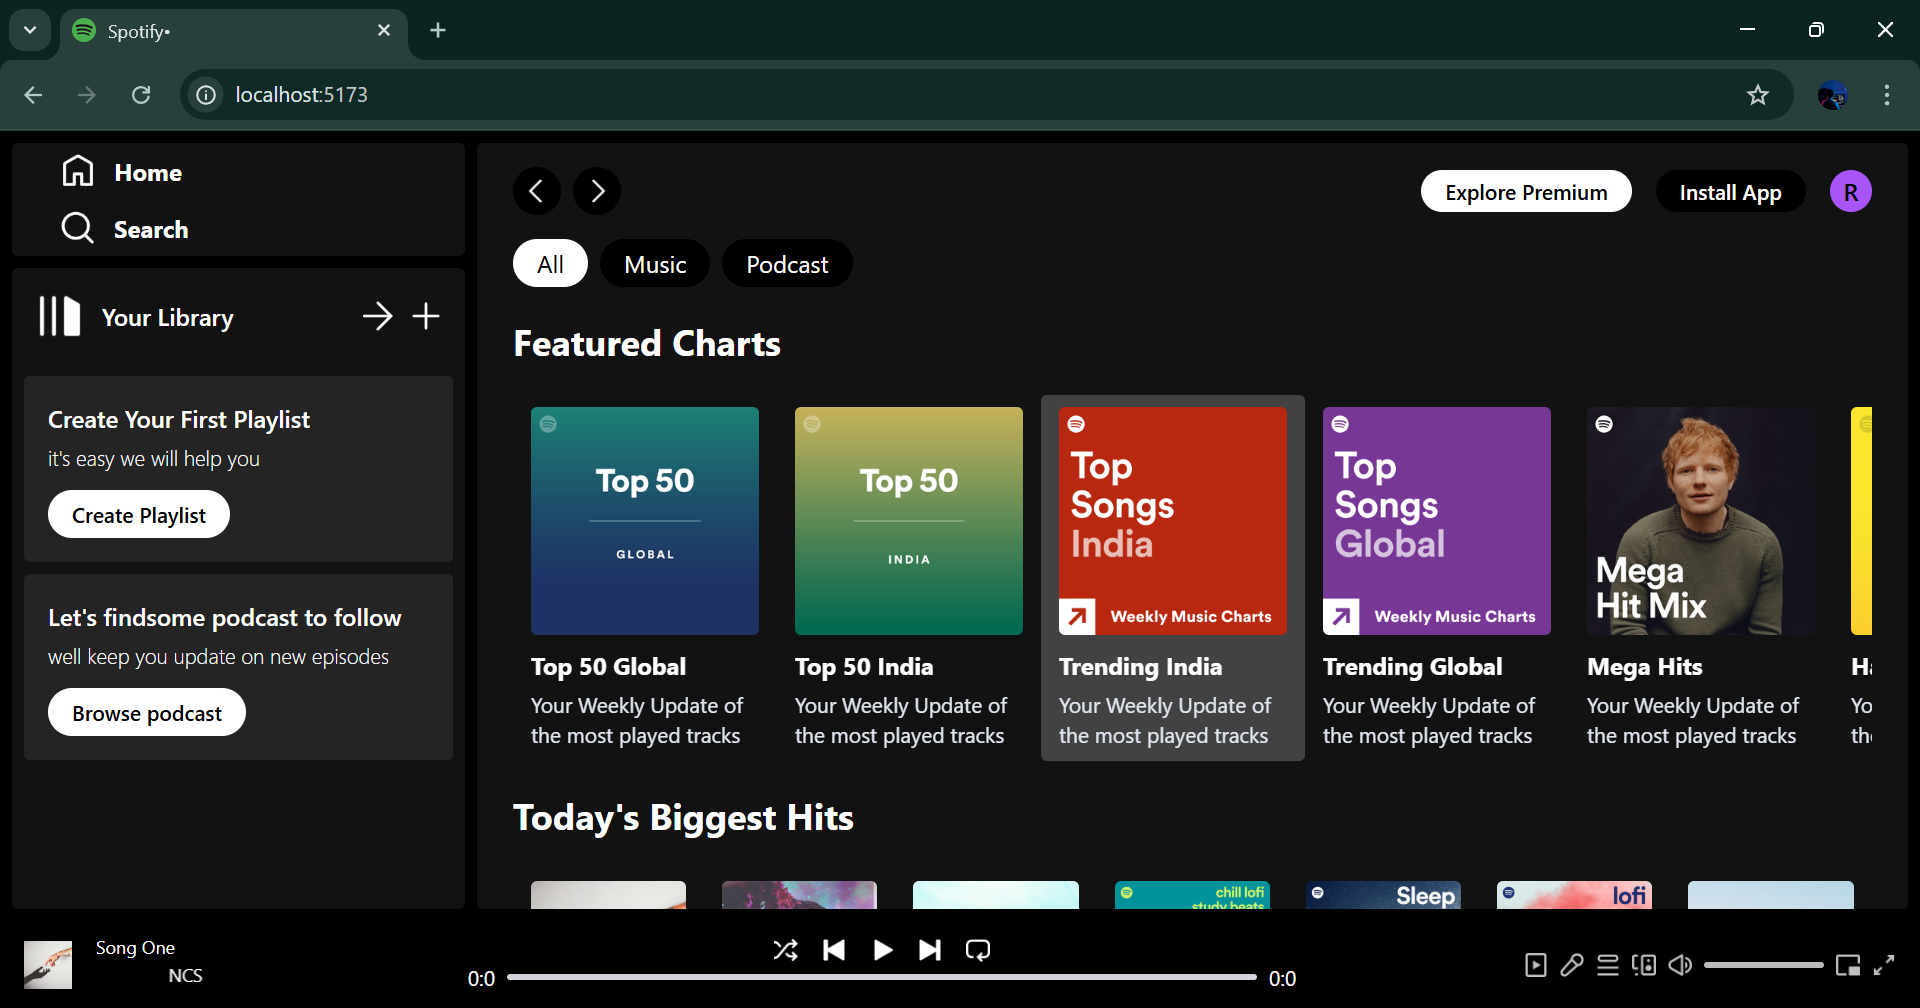 Spotify•
localhost:5173
Home
Search
Your Library
Create Your First Playlist
it's easy we will help you
Create Playlist
Let's findsome podcast to follow
well keep you update on new episodes
Browse podcast
Explore Premium
Install App
R
All
Music
Podcast
Featured Charts
Top 50
GLOBAL
Top 50 Global
Your Weekly Update of
the most played tracks
Top 50
INDIA
Top 50 India
Your Weekly Update of
the most played tracks
Top
Songs
India
Weekly Music Charts
Trending India
Your Weekly Update of
the most played tracks
Top
Songs
Global
Weekly Music Charts
Trending Global
Your Weekly Update of
the most played tracks
Mega
Hit Mix
Mega Hits
Your Weekly Update of
the most played tracks
Yo
Today's Biggest Hits
chill lofi
study beats
Sleep
lofi
Song One
NCS
0:0
0:0